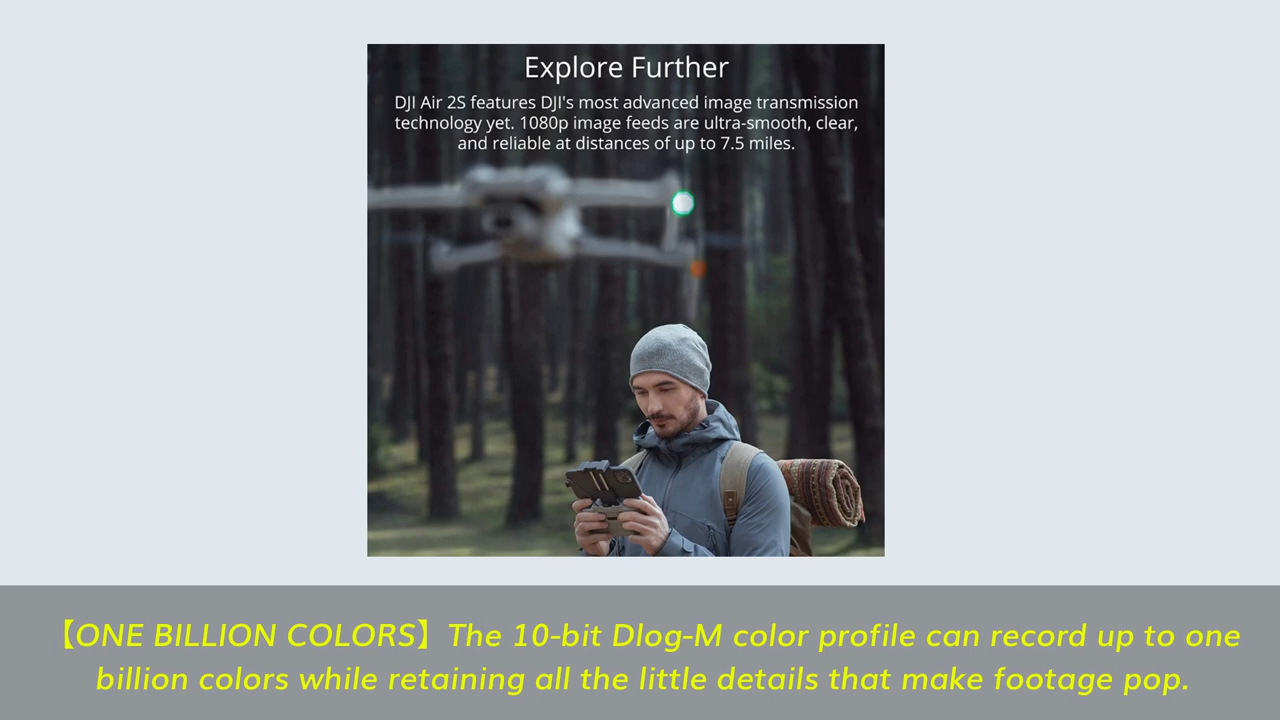 Explore Further
DJI Air 2S features DJI's most advanced image transmission
technology yet. 1080p image feeds are ultra-smooth, clear,
and reliable at distances of up to 7.5 miles.
【ONE BILLION COLORS】The 10-bit Dlog-M color profile can record up to one
billion colors while retaining all the little details that make footage pop.